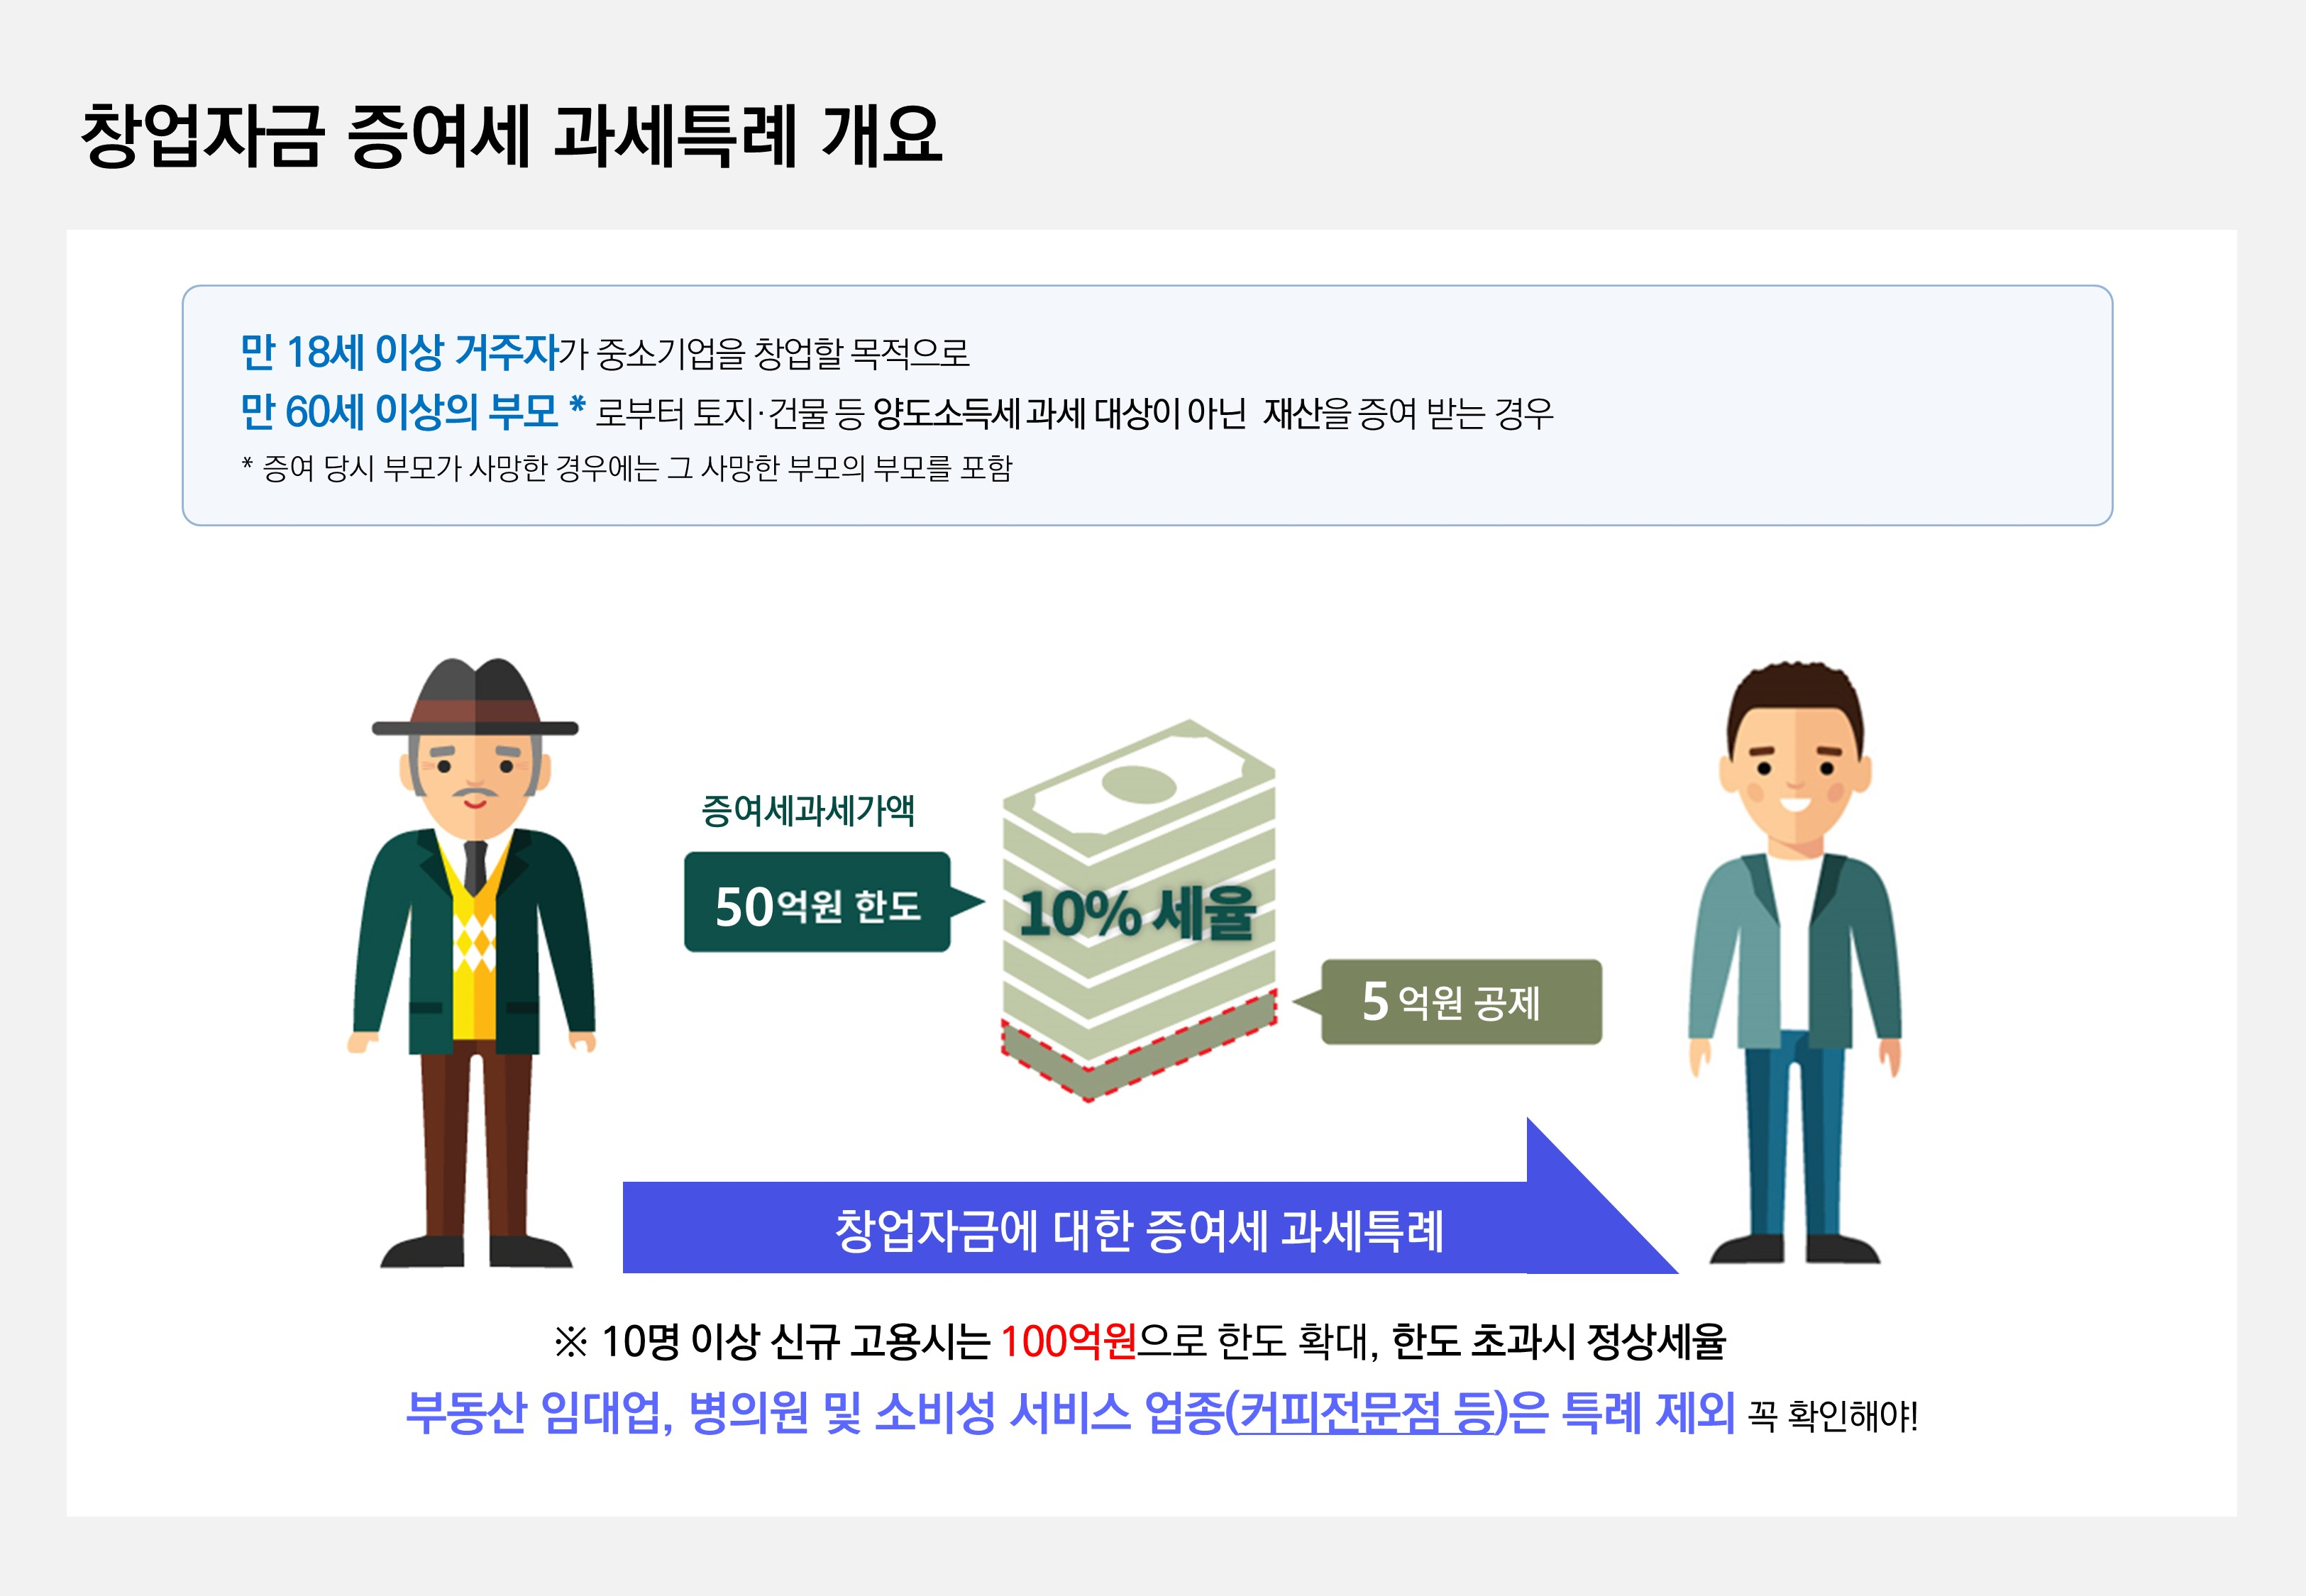 창업자금 증여세 과세특례 개요
만 18세 이상 거주자가 중소기업을 창업할 목적으로
만 60세 이상의 부모 * 로부터 토지·건물 등 양도소득세 과세 대상이 아닌 재산을 증여 받는 경우
* 증여 당시 부모가 사망한 경우에는 그 사망한 부모의 부모를 포함
증여세과세가액
50억원 한도
10% 세율
5 억원 공제
창업자금에 대한 증여세 과세특례
※ 10명 이상 신규 고용시는 100억원으로 한도 확대, 한도 초과시 정상세율
부동산 임대업, 병의원 및 소비성 서비스 업종(커피전문점 등)은 특례 제외 꼭 확인해야!